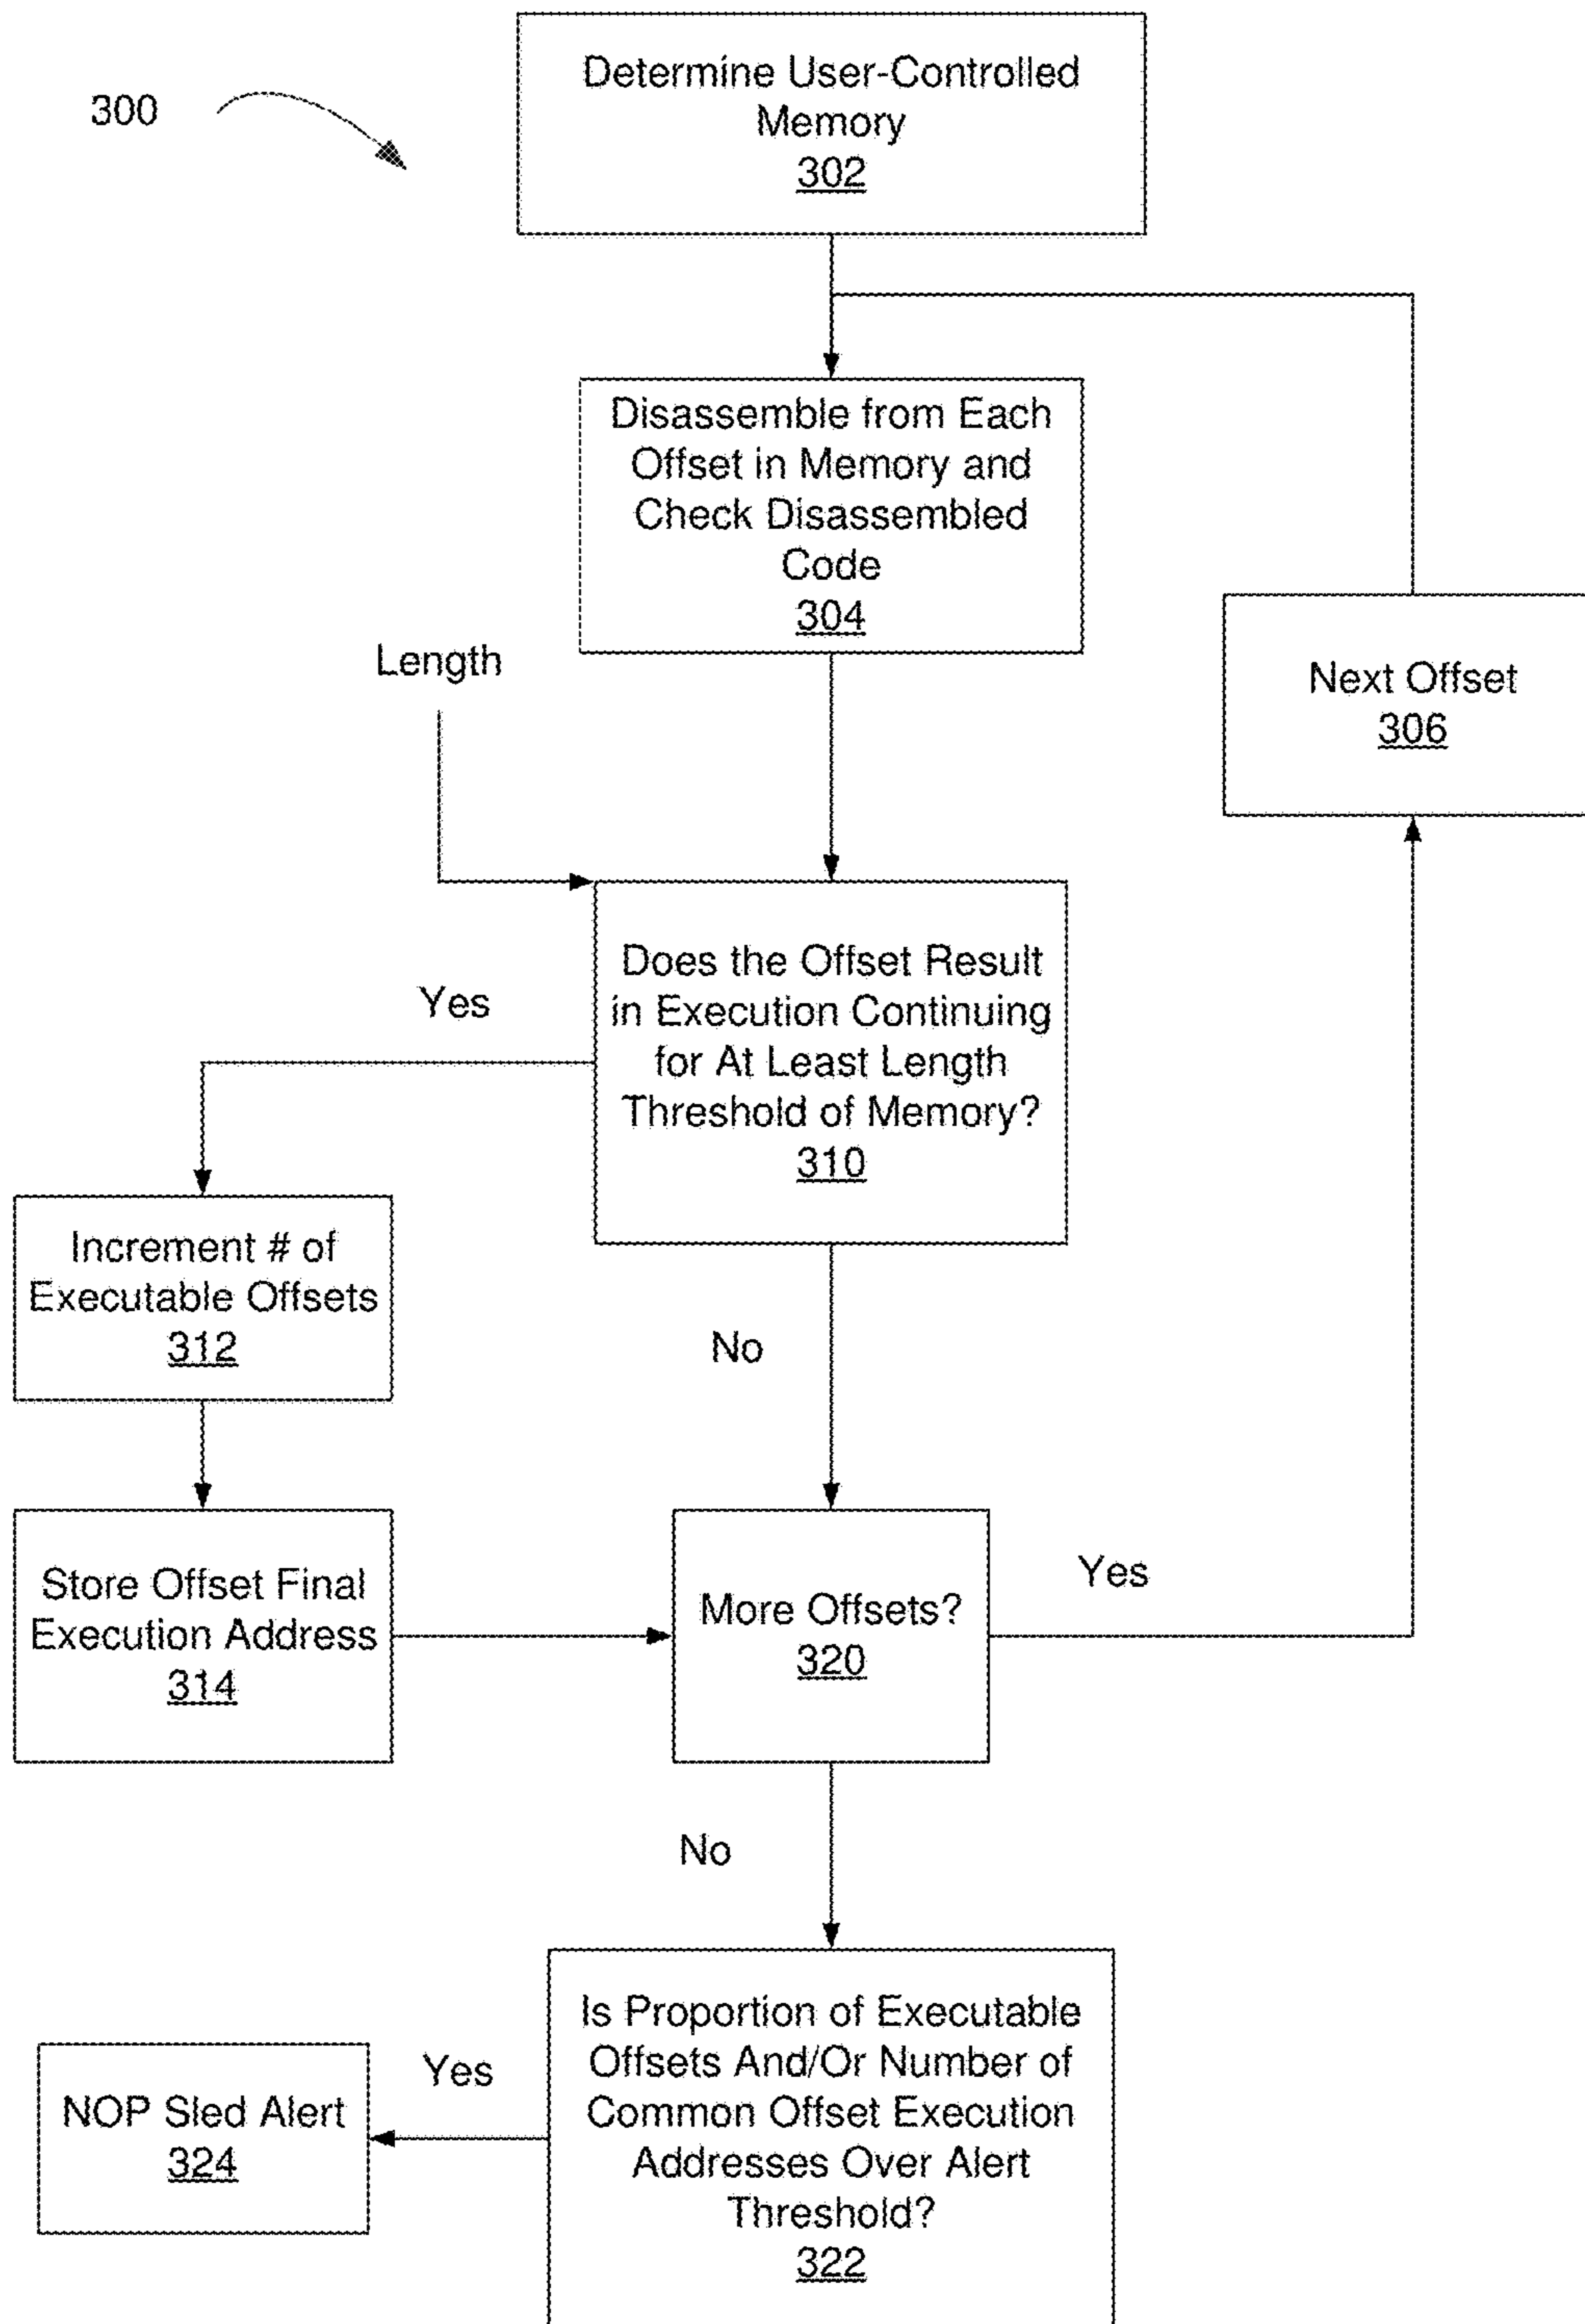 300
Determine User-Controlled
Memory
302
Disassemble from Each
Offset in Memory and
Check Disassembled
Code
304
Length
Next Offset
306
Does the Offset Result
in Execution Continuing
for At Least Length
Threshold of Memory?
310
Yes
Increment # of
Executable Offsets
312
No
Store Offset Final
Execution Address
314
More Offsets?
320
Yes
No
Is Proportion of Executable
Offsets And/Or Number of
Common Offset Execution
Addresses Over Alert
Threshold?
322
Yes
NOP Sled Alert
324